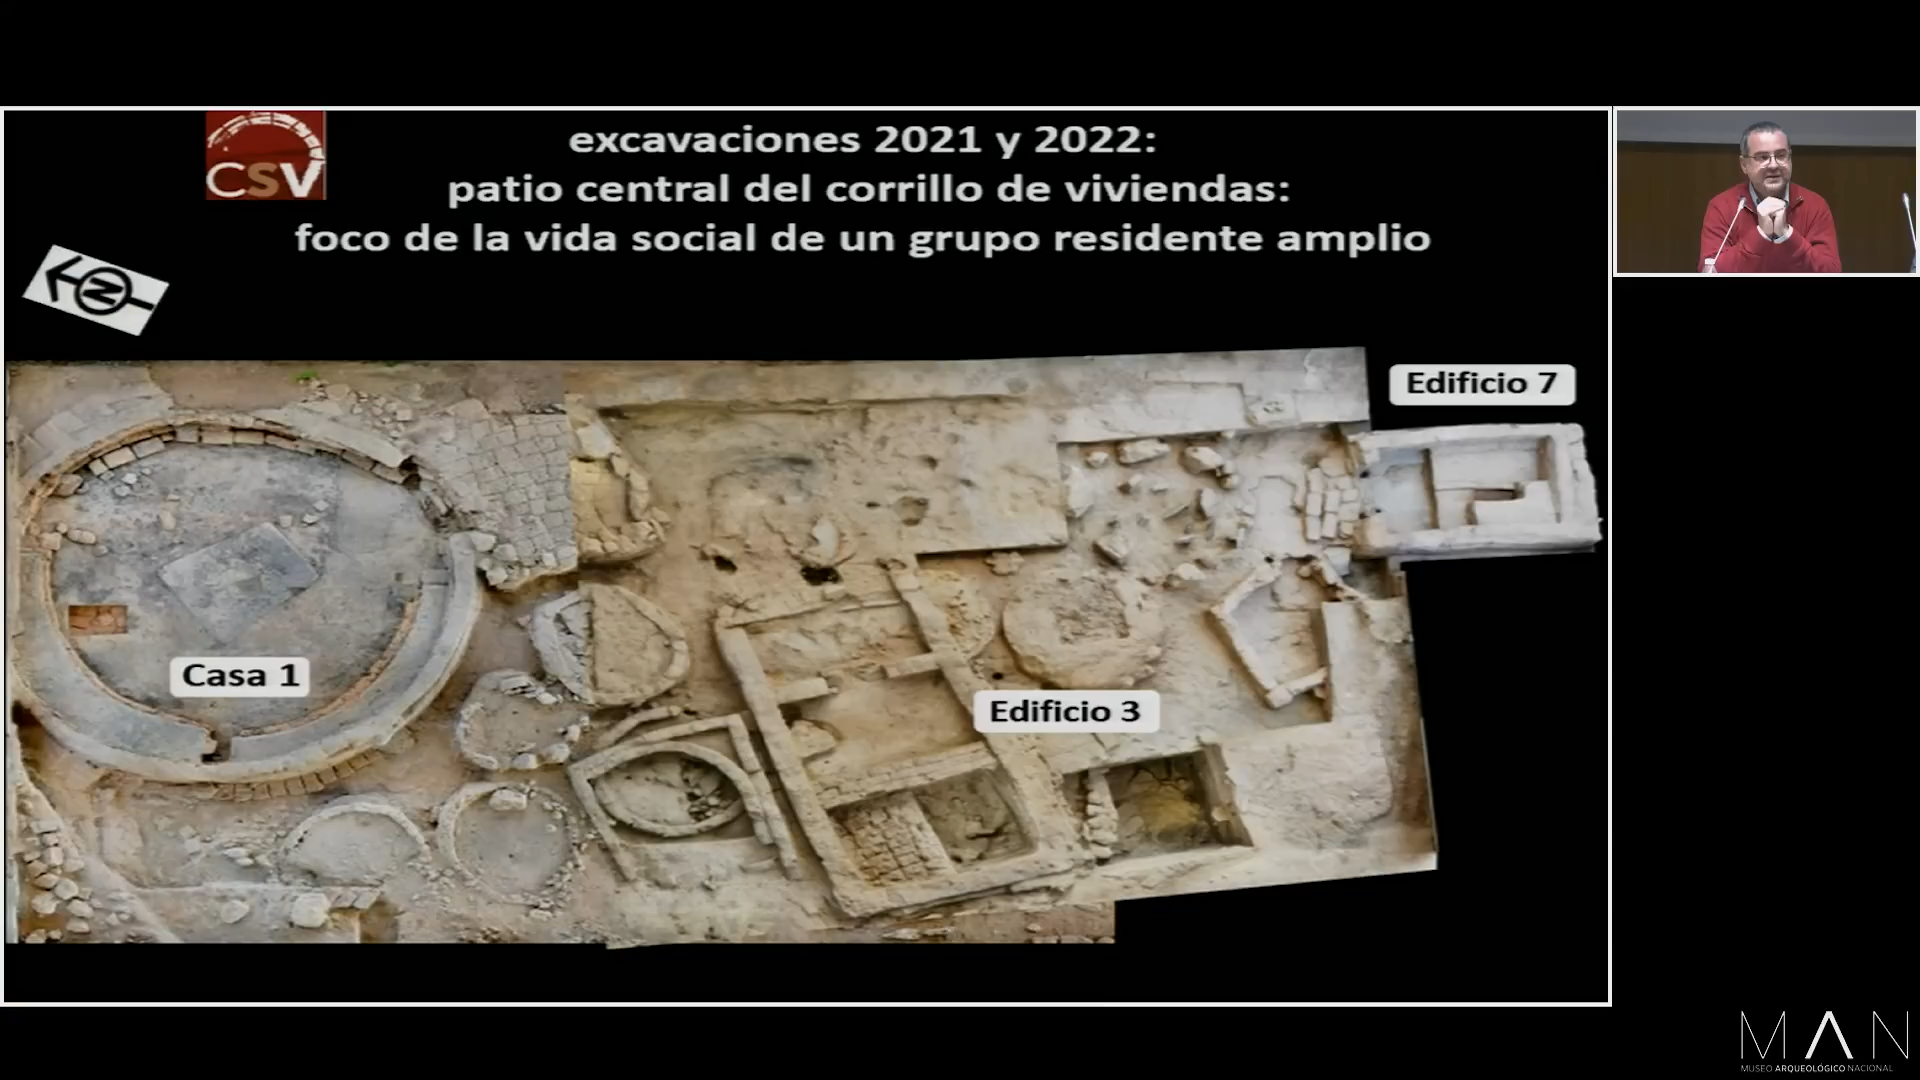 CSV
excavaciones 2021 y 2022:
patio central del corrillo de viviendas:
foco de la vida social de un grupo residente amplio
N
Edificio 7
Casa 1
Edificio 3
MAN
MUSEO ARQUEOLÓGICO NACIONAL